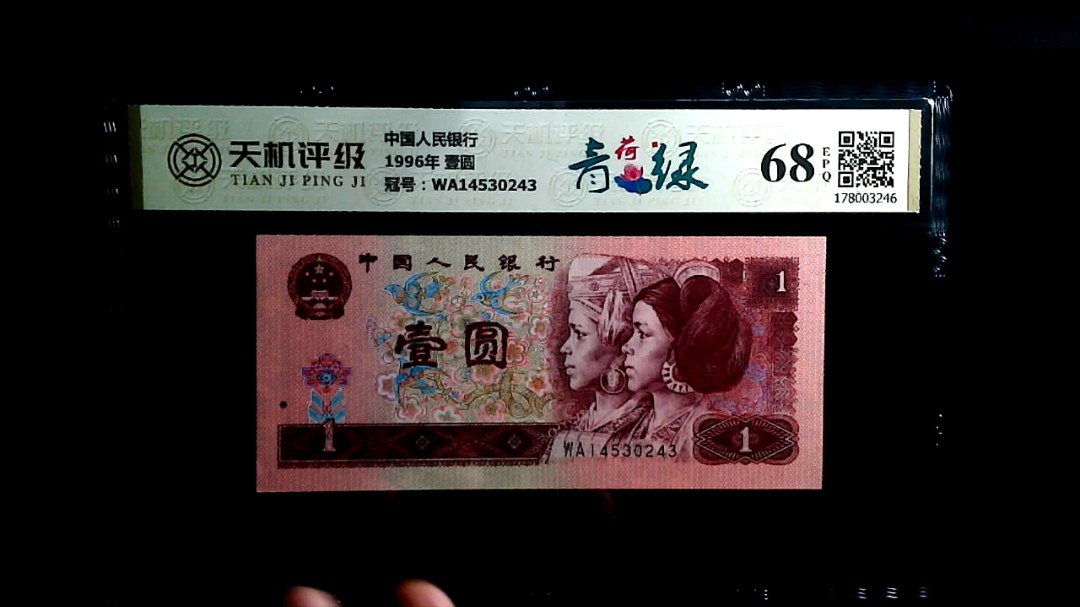 天机评级
TIAN JI PING JI
中国人民银行
1996年 壹圆
冠号：WA14530243
青荷绿
68
EPQ
178003246
中国人民银行
1
壹圆
1
WA14530243
1